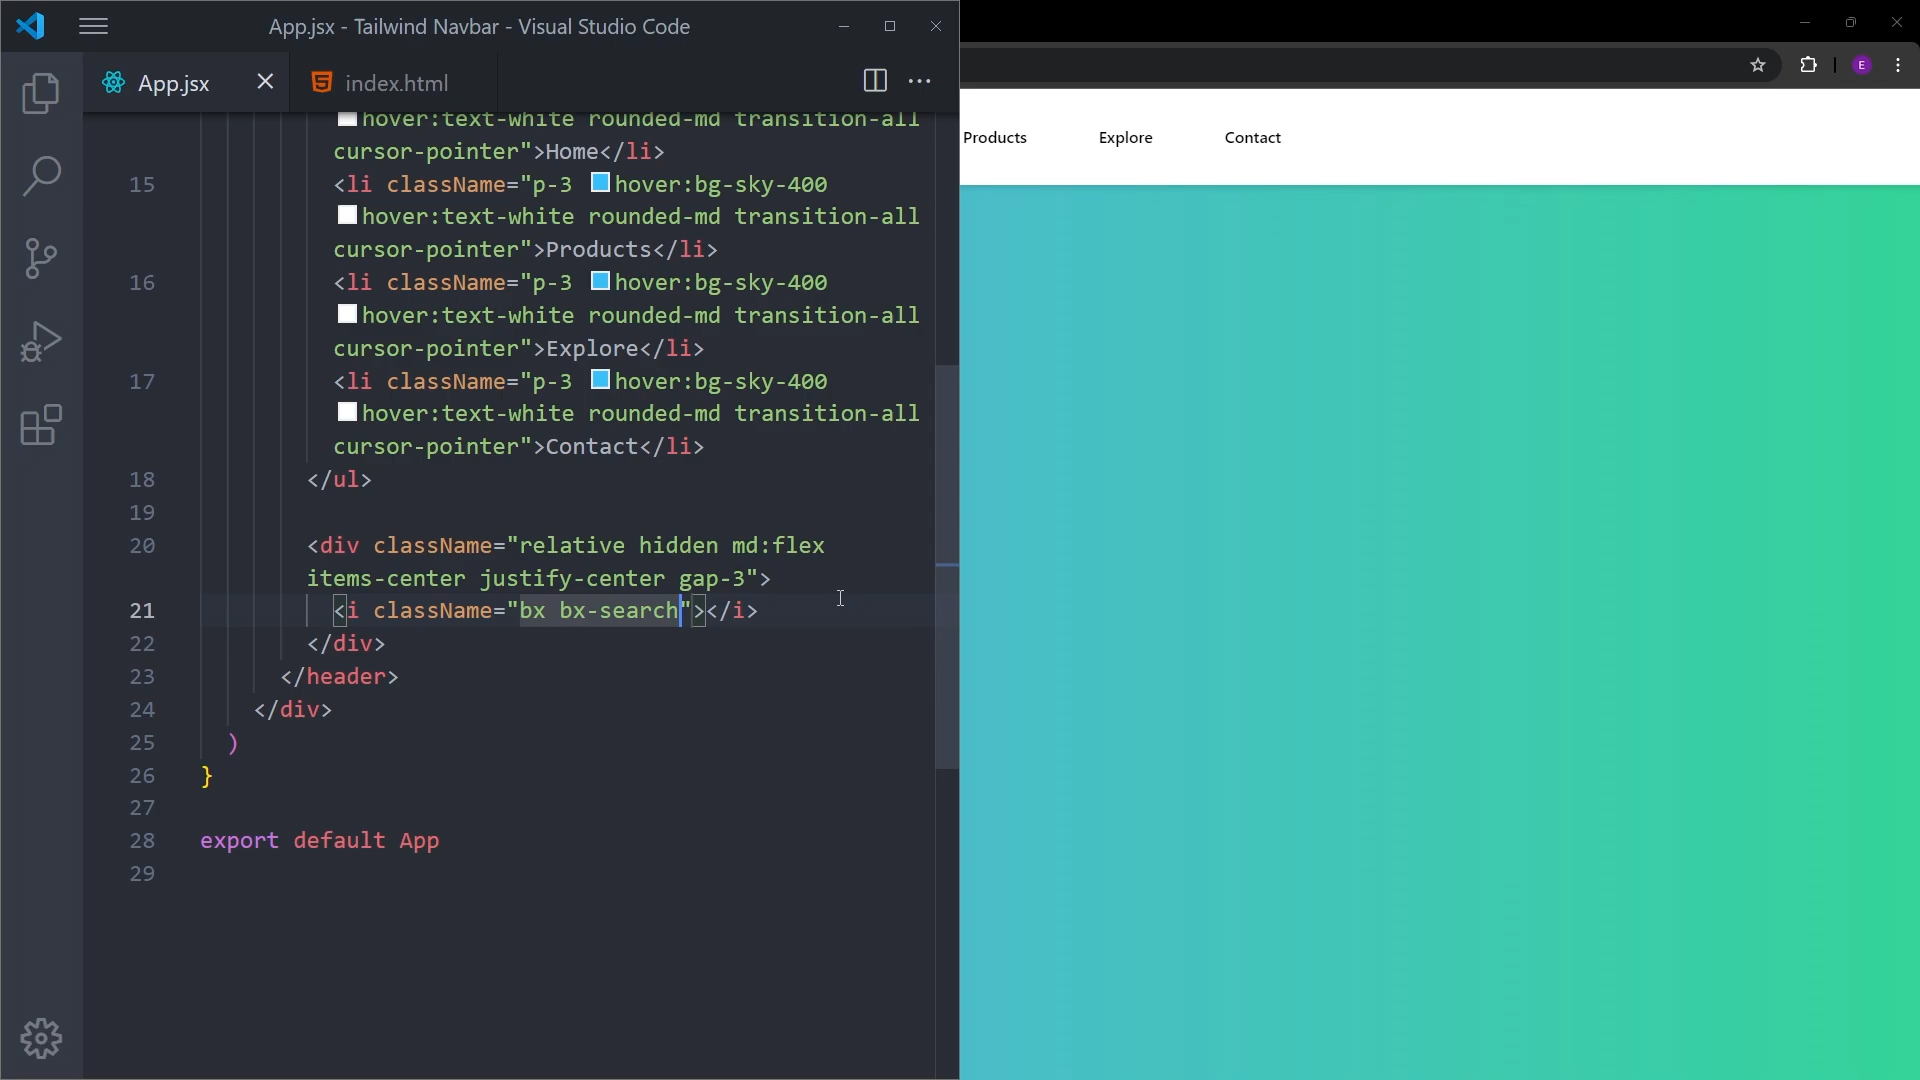 App.jsx - Tailwind Navbar - Visual Studio Code
App.jsx
index.html
E
Products Explore Contact
hover:text-white rounded-md transition-all
cursor-pointer">Home</li>
15 <li className="p-3 hover:bg-sky-400
hover:text-white rounded-md transition-all
cursor-pointer">Products</li>
16 <li className="p-3 hover:bg-sky-400
hover:text-white rounded-md transition-all
cursor-pointer">Explore</li>
17 <li className="p-3 hover:bg-sky-400
hover:text-white rounded-md transition-all
cursor-pointer">Contact</li>
18 </ul>
19
20 <div className="relative hidden md:flex
items-center justify-center gap-3">
21 <i className="bx bx-search"></i>
22 </div>
23 </header>
24 </div>
25 )
26 }
27
28 export default App
29